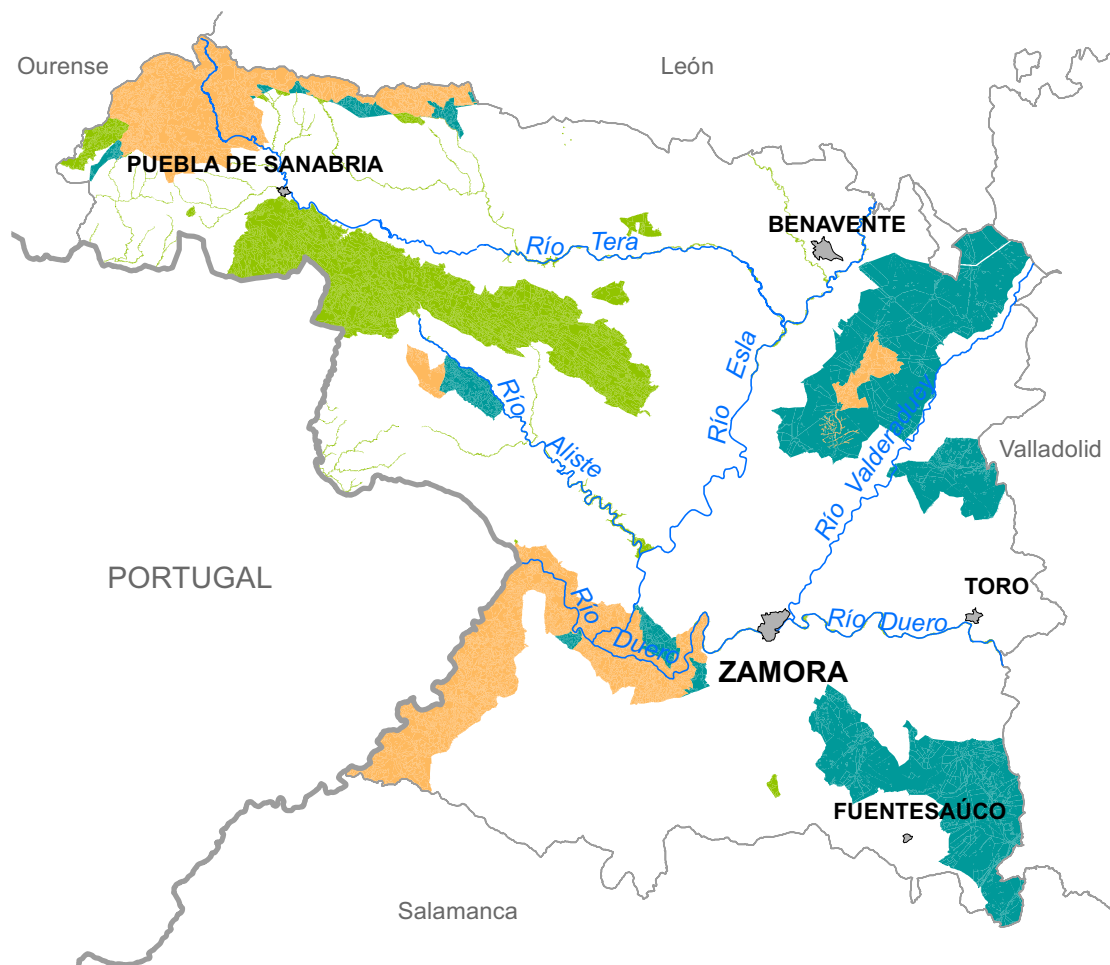 Ourense
León
PUEBLA DE SANABRIA
BENAVENTE
Río Tera
Río Esla
Río Valderaduey
Valladolid
Río Aliste
PORTUGAL
TORO
Río Duero
Río Duero
ZAMORA
FUENTESAÚCO
Salamanca